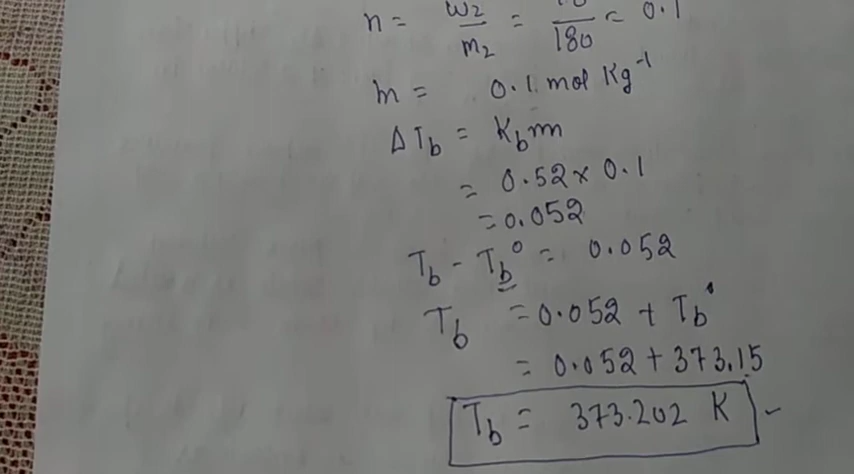 n = w2/m2 = /180 = 0.1
m = 0.1 mol Kg⁻¹
ΔTb = Kb m
= 0.52 × 0.1
= 0.052
Tb - Tb° = 0.052
Tb = 0.052 + Tb°
= 0.052 + 373.15
Tb = 373.202 K